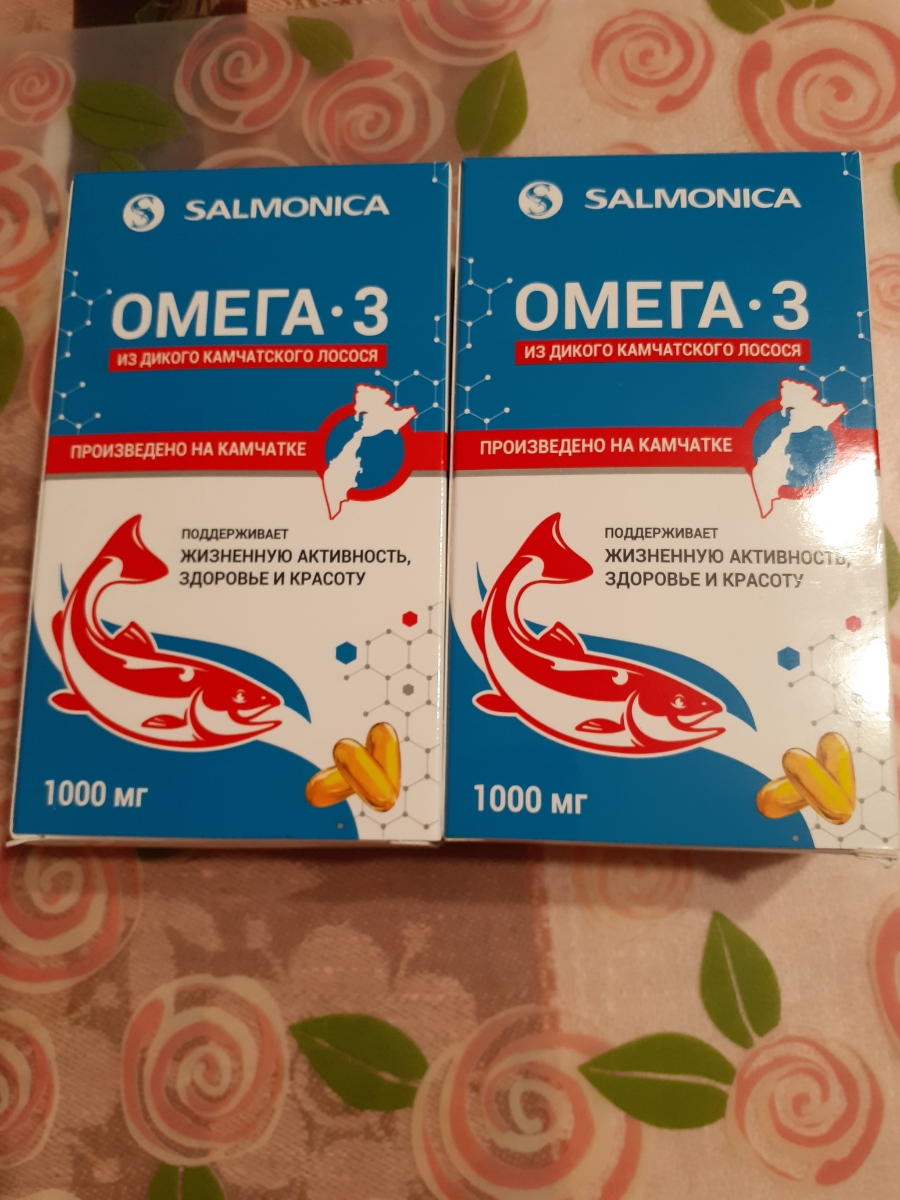 SALMONICA
ОМЕГА·3
ИЗ ДИКОГО КАМЧАТСКОГО ЛОСОСЯ
ПРОИЗВЕДЕНО НА КАМЧАТКЕ
ПОДДЕРЖИВАЕТ
ЖИЗНЕННУЮ АКТИВНОСТЬ,
ЗДОРОВЬЕ И КРАСОТУ
1000 мг
SALMONICA
ОМЕГА·3
ИЗ ДИКОГО КАМЧАТСКОГО ЛОСОСЯ
ПРОИЗВЕДЕНО НА КАМЧАТКЕ
ПОДДЕРЖИВАЕТ
ЖИЗНЕННУЮ АКТИВНОСТЬ,
ЗДОРОВЬЕ И КРАСОТУ
1000 мг